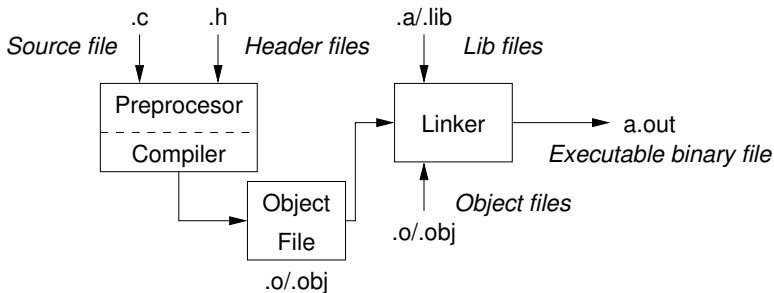 .c .h .a/.lib
Source file Header files Lib files
Preprocesor
Compiler
Linker
a.out
Executable binary file
Object
File
.o/.obj
Object files
.o/.obj